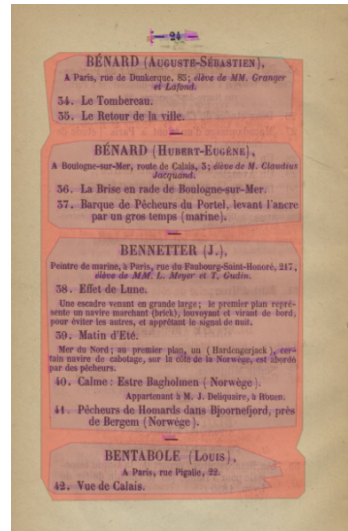 — 24 —
BÉNARD (Auguste-Sébastien),
A Paris, rue de Dunkerque, 85; élève de MM. Granger
et Lafond.
34. Le Tombereau.
35. Le Retour de la ville.
BÉNARD (Hubert-Eugène),
A Boulogne-sur-Mer, route de Calais, 3; élève de M. Claudius
Jacquand.
36. La Brise en rade de Boulogne-sur-Mer.
37. Barque de Pêcheurs du Portel, levant l'ancre
par un gros temps (marine).
BENNETTER (J.),
Peintre de marine, à Paris, rue du Faubourg-Saint-Honoré, 217,
élève de MM. L. Meyer et T. Gudin.
38. Effet de Lune.
Une escadre venant en grande large; le premier plan repré-
sente un navire marchant (brick), louvoyant et virant de bord,
pour éviter les autres, et apprêtant le signal de nuit.
39. Matin d'Eté.
Mer du Nord; au premier plan, un (Hardengerjack), cer-
tain navire de cabotage, sur la côte de la Norwège, est abordé
par des pêcheurs.
40. Calme: Estre Bagholmen (Norwège).
Appartenant à M. J. Deliquaire, à Rouen.
41. Pêcheurs de Homards dans Bjoornefjord, près
de Bergem (Norwège).
BENTABOLE (Louis),
A Paris, rue Pigalle, 22.
42. Vue de Calais.